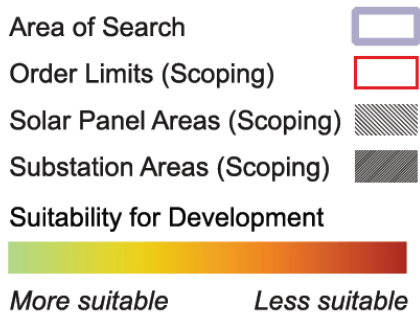 Area of Search
Order Limits (Scoping)
Solar Panel Areas (Scoping)
Substation Areas (Scoping)
Suitability for Development
More suitable Less suitable